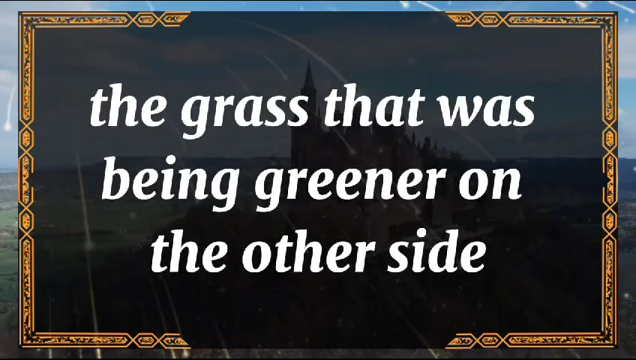 the grass that was
being greener on
the other side